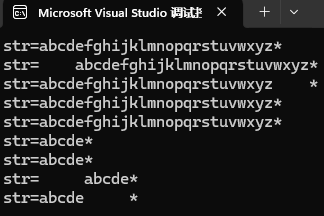 Microsoft Visual Studio 调试
str=abcdefghijklmnopqrstuvwxyz*
str=    abcdefghijklmnopqrstuvwxyz*
str=abcdefghijklmnopqrstuvwxyz    *
str=abcdefghijklmnopqrstuvwxyz*
str=abcdefghijklmnopqrstuvwxyz*
str=abcde*
str=abcde*
str=     abcde*
str=abcde     *